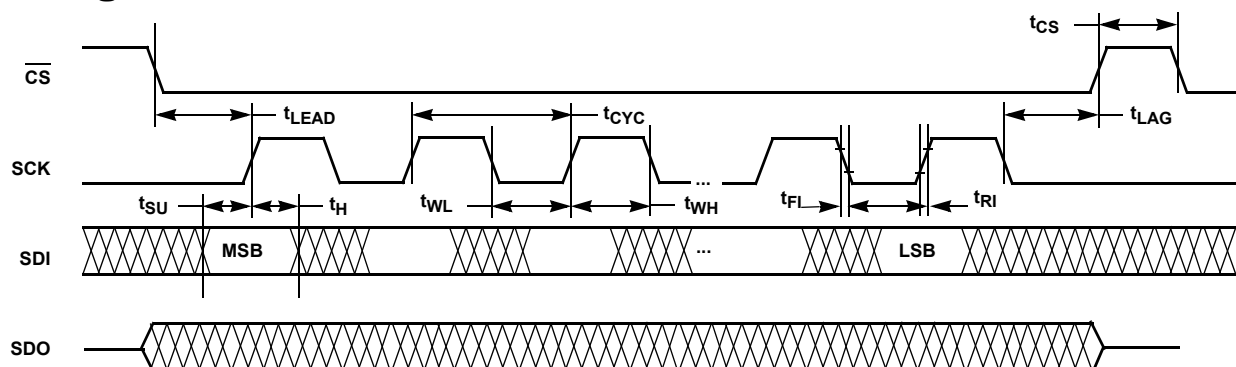 tCS
CS
tLEAD
tCYC
tLAG
SCK
...
tSU
tH
tWL
tWH
tFI
tRI
SDI
MSB
...
LSB
SDO